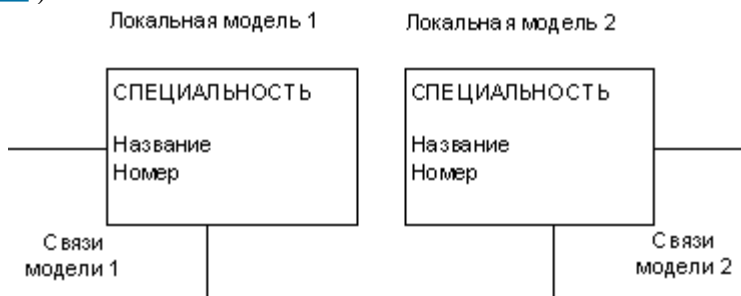 Локальная модель 1
Локальная модель 2
СПЕЦИАЛЬНОСТЬ
Название
Номер
СПЕЦИАЛЬНОСТЬ
Название
Номер
Связи
модели 1
Связи
модели 2